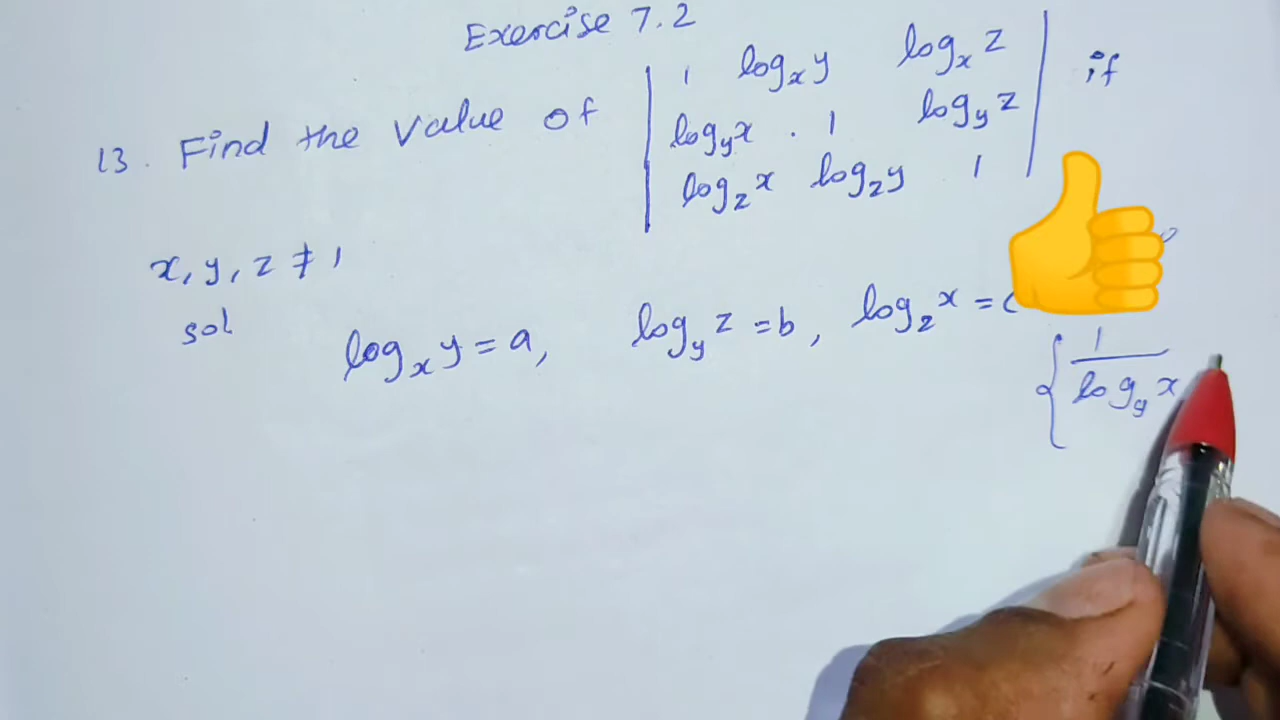 Exercise 7.2
13. Find the value of | 1 log_x y log_x z | if
| log_y x . 1 log_y z |
| log_z x log_z y 1 |
x, y, z ≠ 1
sol
log_x y = a, log_y z = b, log_z x =
{ 1 / log_y x